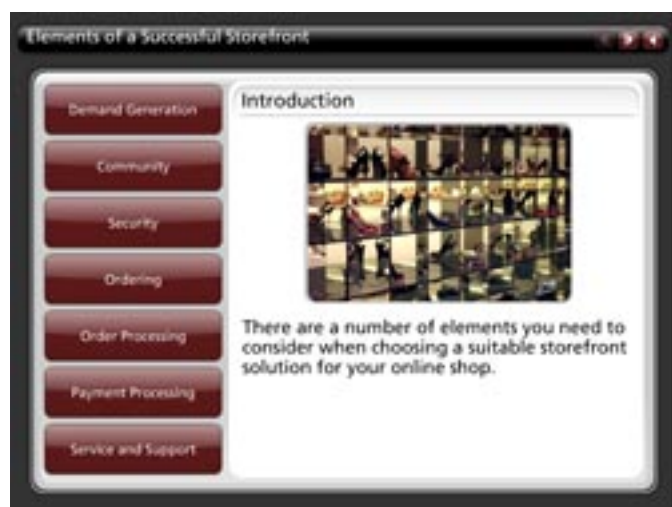 Elements of a Successful Storefront
Demand Generation
Community
Security
Ordering
Order Processing
Payment Processing
Service and Support
Introduction
There are a number of elements you need to
consider when choosing a suitable storefront
solution for your online shop.